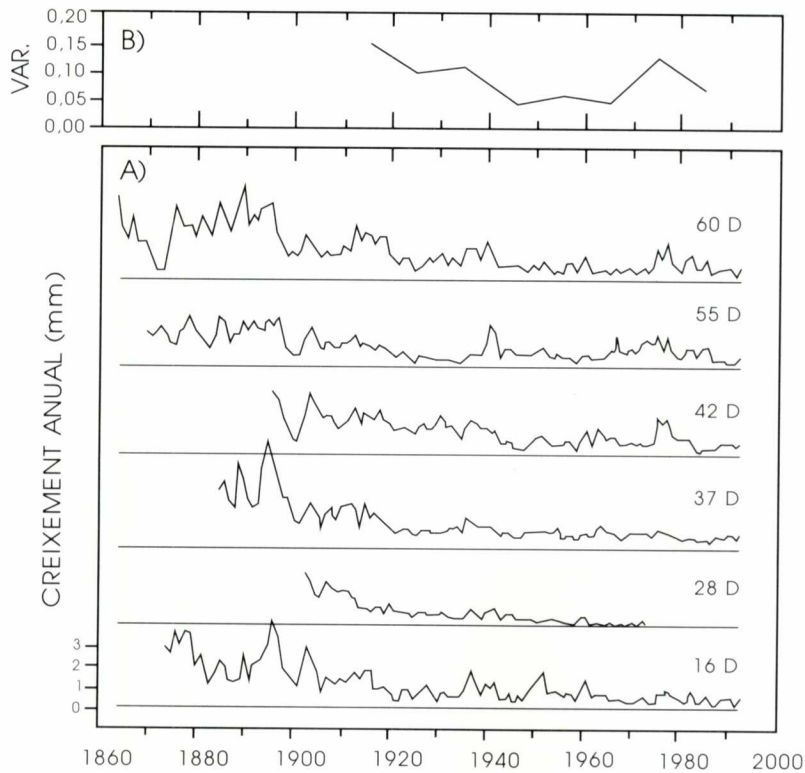 B)
VAR.
0,20
0,15
0,10
0,05
0,00
A)
CREIXEMENT ANUAL (mm)
60 D
55 D
42 D
37 D
28 D
16 D
3
2
1
0
1860 1880 1900 1920 1940 1960 1980 2000